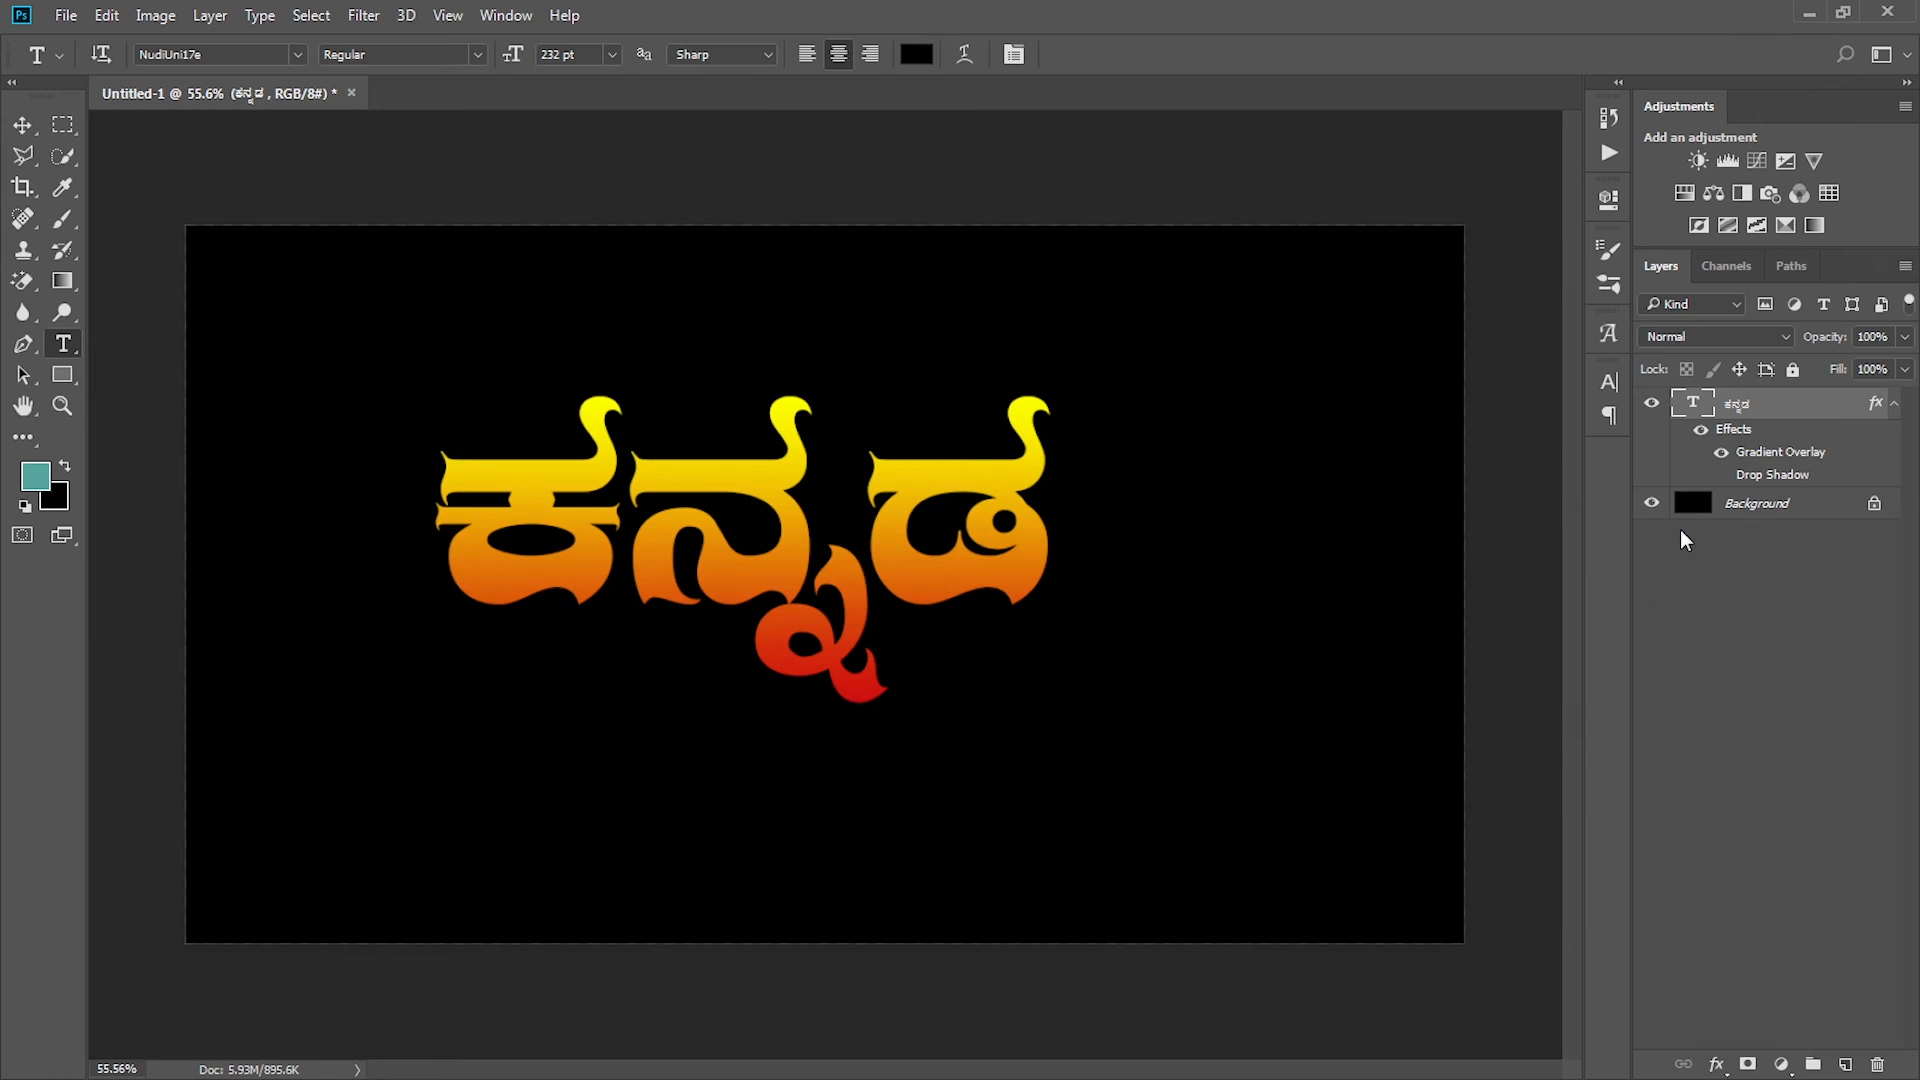 File Edit Image Layer Type Select Filter 3D View Window Help
NudiUni17e Regular 232 pt Sharp
Untitled-1 @ 55.6% (ಕನ್ನಡ , RGB/8#) *
Adjustments
Add an adjustment
Layers Channels Paths
Kind
Normal Opacity: 100%
Lock: Fill: 100%
ಕನ್ನಡ fx
Effects
Gradient Overlay
Drop Shadow
Background
ಕನ್ನಡ
55.56% Doc: 5.93M/895.6K